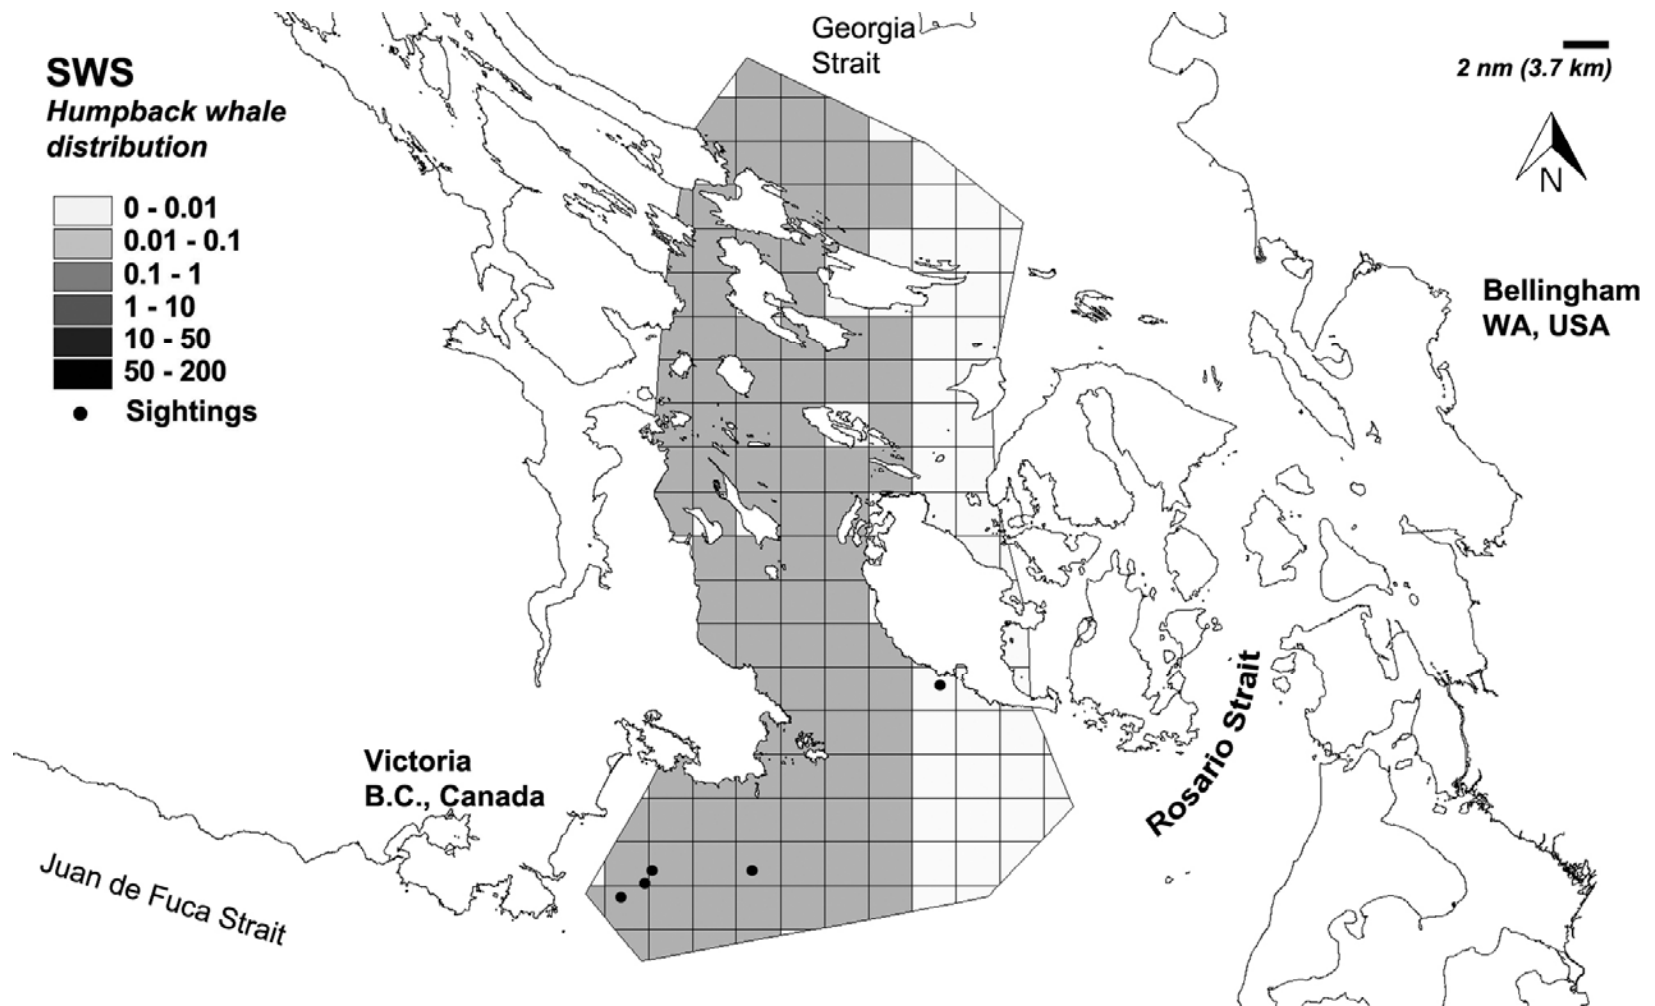 Georgia
Strait
SWS
Humpback whale
distribution
0 - 0.01
0.01 - 0.1
0.1 - 1
1 - 10
10 - 50
50 - 200
Sightings
2 nm (3.7 km)
N
Bellingham
WA, USA
Victoria
B.C., Canada
Juan de Fuca Strait
Rosario Strait